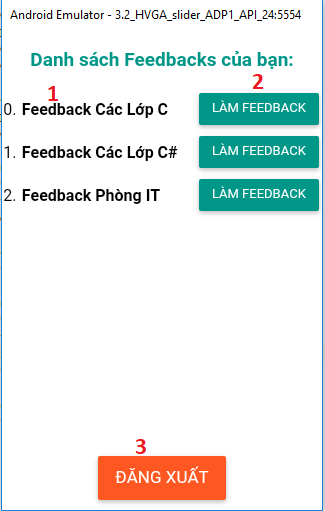 Android Emulator - 3.2_HVGA_slider_ADP1_API_24:5554
Danh sách Feedbacks của bạn:
1 2
0. Feedback Các Lớp C LÀM FEEDBACK
1. Feedback Các Lớp C# LÀM FEEDBACK
2. Feedback Phòng IT LÀM FEEDBACK
3
ĐĂNG XUẤT